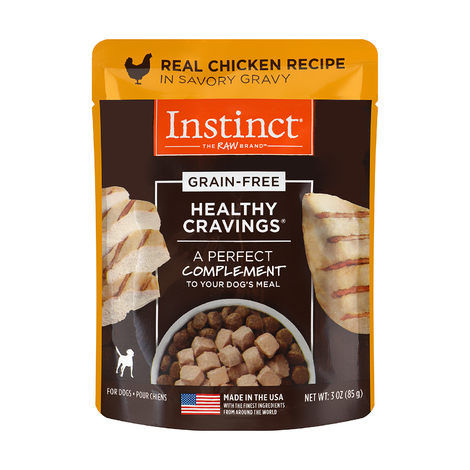 REAL CHICKEN RECIPE
IN SAVORY GRAVY
Instinct®
THE RAW BRAND™
GRAIN-FREE
HEALTHY
CRAVINGS®
A PERFECT
COMPLEMENT
TO YOUR DOG'S MEAL
FOR DOGS • POUR CHIENS
MADE IN THE USA
WITH THE FINEST INGREDIENTS
FROM AROUND THE WORLD
NET WT: 3 OZ (85 g)